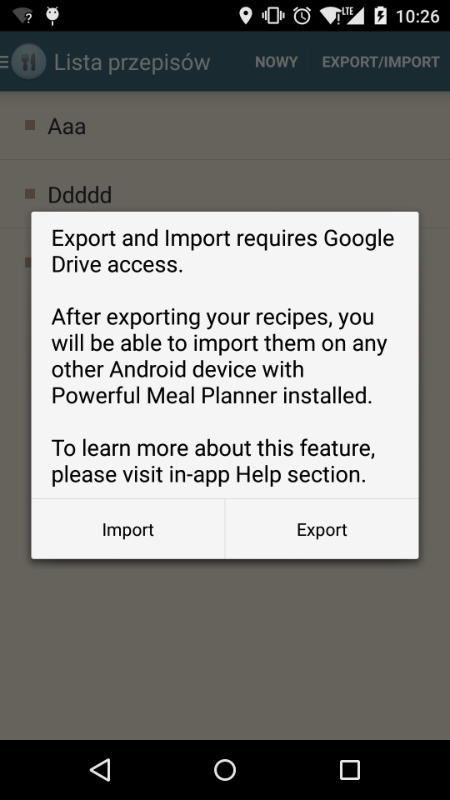 LTE
10:26
Lista przepisów NOWY EXPORT/IMPORT
Aaa
Ddddd
Export and Import requires Google
Drive access.
After exporting your recipes, you
will be able to import them on any
other Android device with
Powerful Meal Planner installed.
To learn more about this feature,
please visit in-app Help section.
Import Export